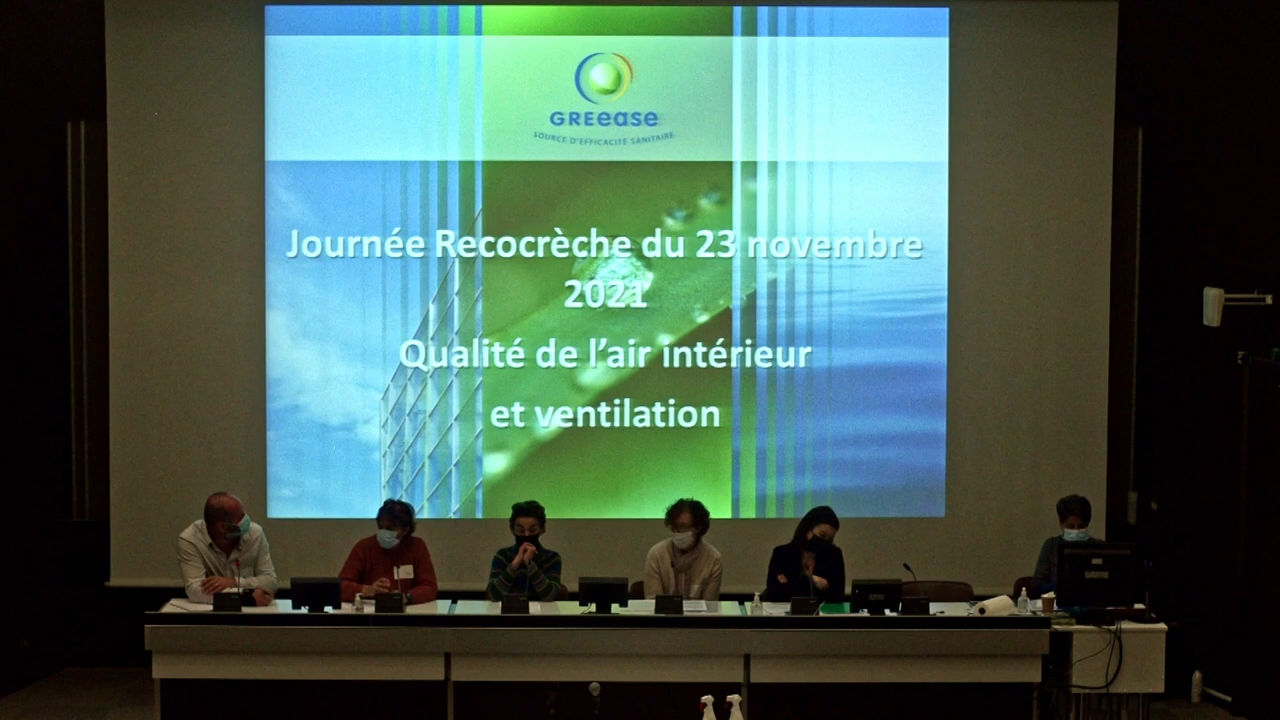 GREease
SOURCE D'EFFICACITÉ SANITAIRE
Journée Recocrèche du 23 novembre
2021
Qualité de l'air intérieur
et ventilation